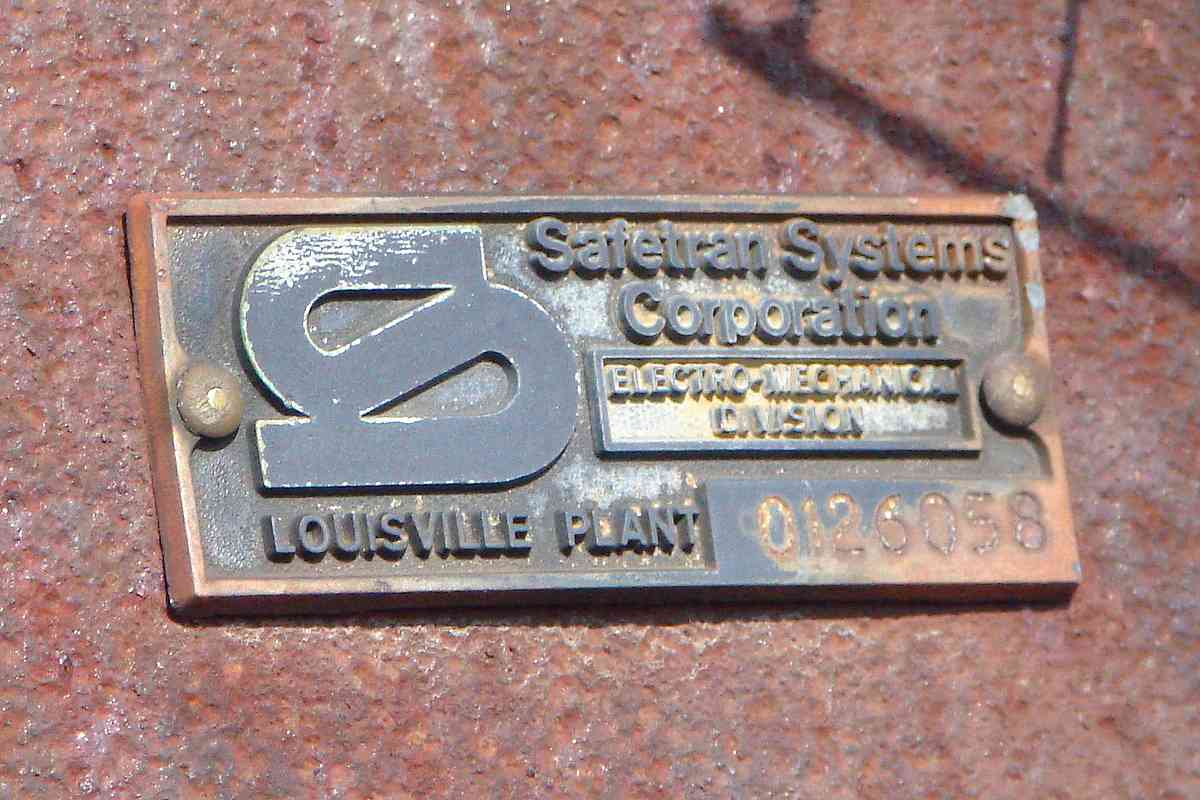 Safetran Systems
Corporation
ELECTRO-MECHANICAL
DIVISION
LOUISVILLE PLANT
0126058